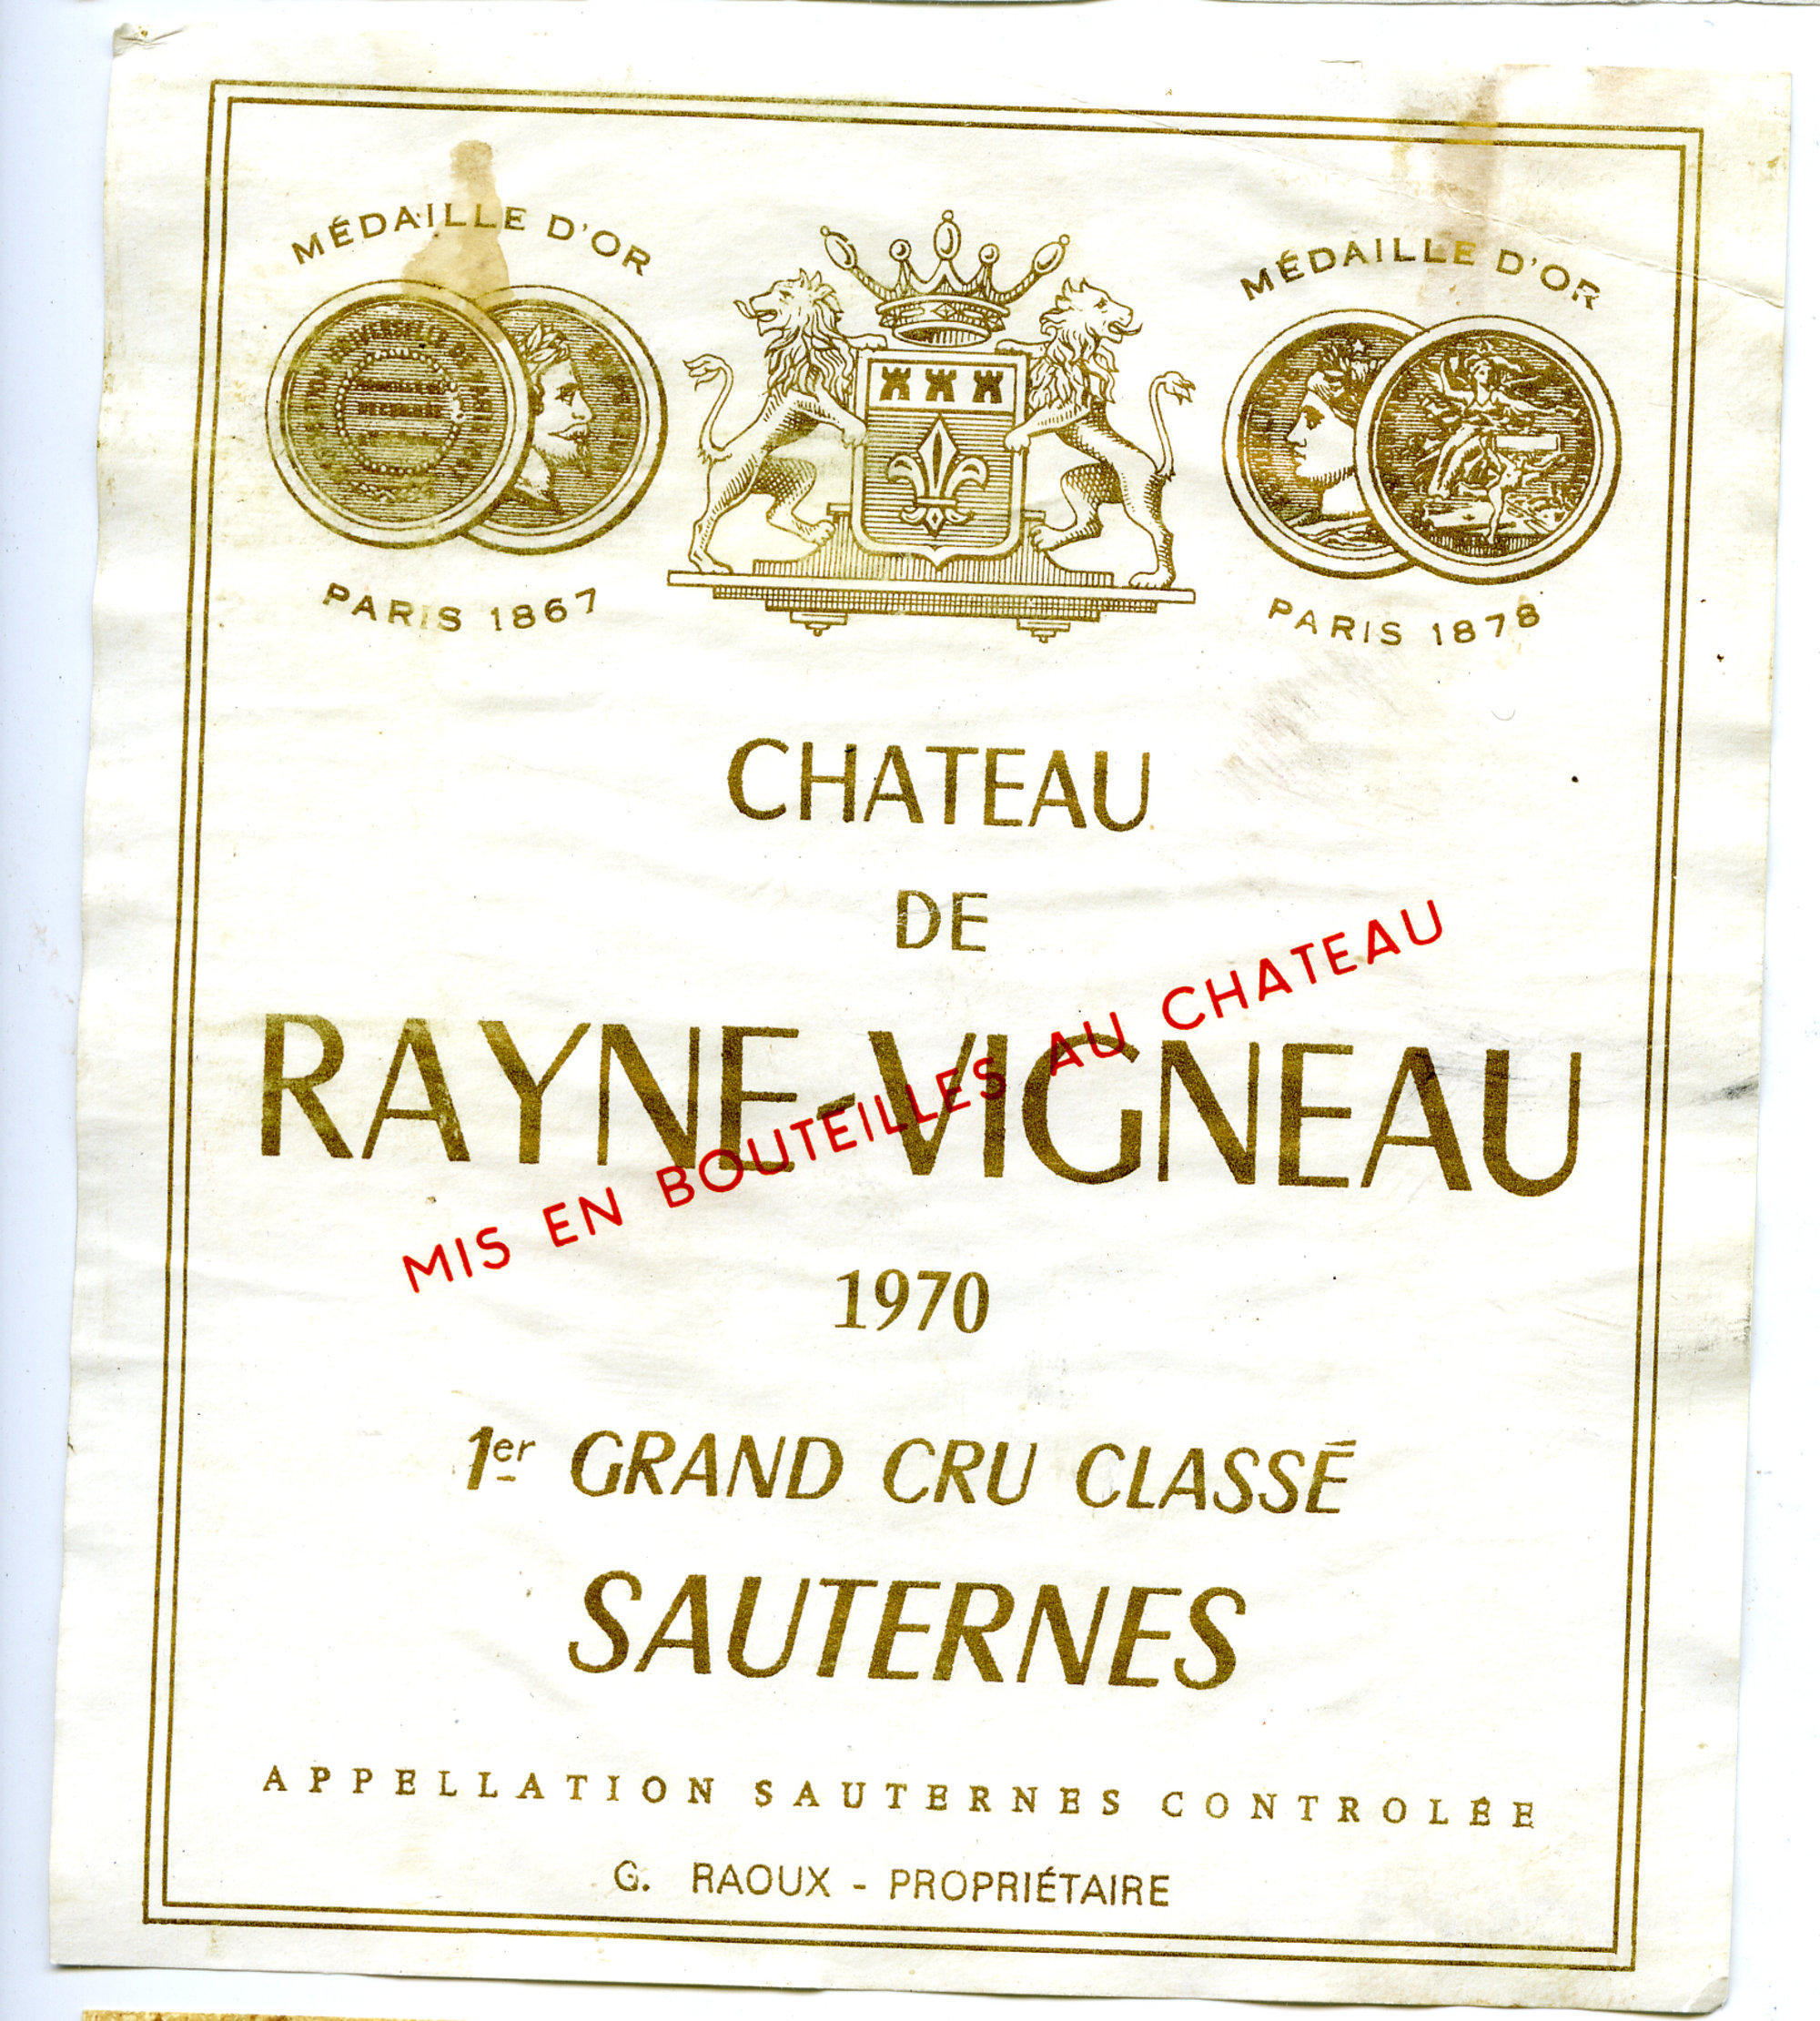 MÉDAILLE D'OR
PARIS 1867
MÉDAILLE D'OR
PARIS 1878
CHATEAU
DE
RAYNE-VIGNEAU
MIS EN BOUTEILLES AU CHATEAU
1970
1er GRAND CRU CLASSÉ
SAUTERNES
APPELLATION SAUTERNES CONTROLÉE
G. RAOUX - PROPRIÉTAIRE